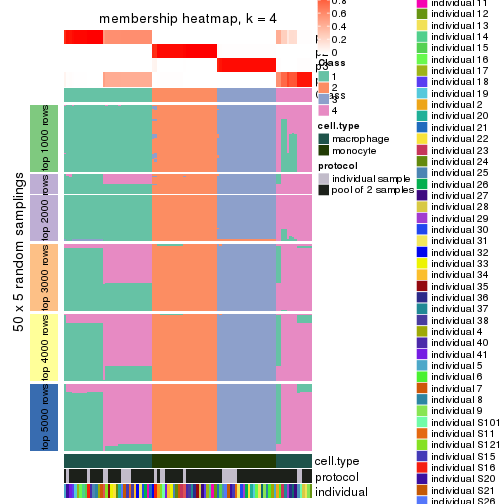 membership heatmap, k = 4
0.8
0.6
0.4
0.2
0
Class
1
2
3
4
cell.type
macrophage
monocyte
protocol
individual sample
pool of 2 samples
50 x 5 random samplings
top 1000 rows
top 2000 rows
top 3000 rows
top 4000 rows
top 5000 rows
cell.type
protocol
individual
individual 11
individual 12
individual 13
individual 14
individual 15
individual 16
individual 17
individual 18
individual 19
individual 2
individual 20
individual 21
individual 22
individual 23
individual 24
individual 25
individual 26
individual 27
individual 28
individual 29
individual 30
individual 31
individual 32
individual 33
individual 34
individual 35
individual 36
individual 37
individual 38
individual 4
individual 40
individual 41
individual 5
individual 6
individual 7
individual 8
individual 9
individual S101
individual S11
individual S121
individual S15
individual S16
individual S20
individual S21
individual S26